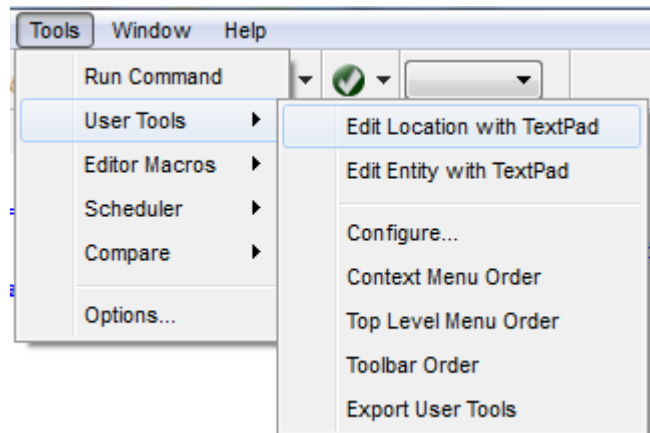 Tools Window Help
Run Command
User Tools
Editor Macros
Scheduler
Compare
Options...
Edit Location with TextPad
Edit Entity with TextPad
Configure...
Context Menu Order
Top Level Menu Order
Toolbar Order
Export User Tools